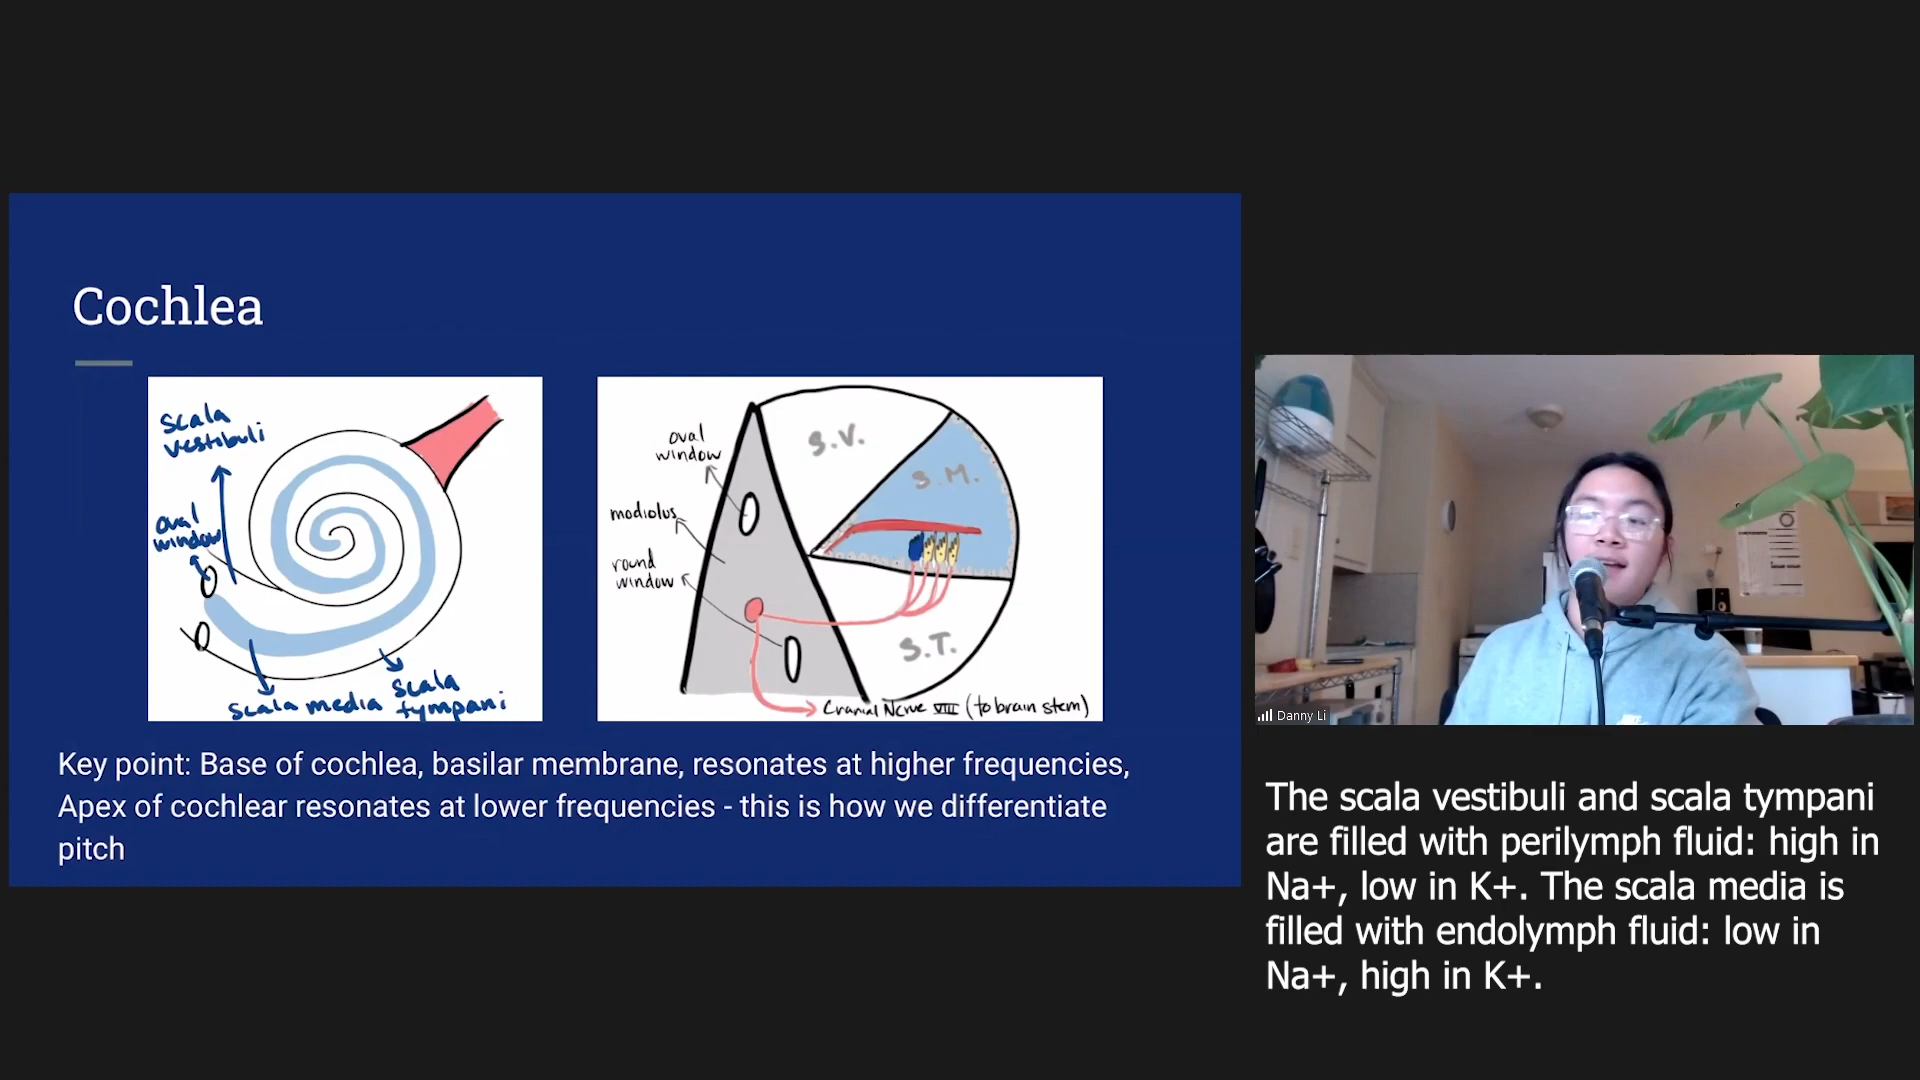 Cochlea
scala
vestibuli
oval
window
scala media
scala
tympani
oval
window
modiolus
round
window
S.V.
S.M.
S.T.
Cranial Nerve VIII (to brain stem)
Key point: Base of cochlea, basilar membrane, resonates at higher frequencies,
Apex of cochlear resonates at lower frequencies - this is how we differentiate
pitch
Danny Li
The scala vestibuli and scala tympani
are filled with perilymph fluid: high in
Na+, low in K+. The scala media is
filled with endolymph fluid: low in
Na+, high in K+.